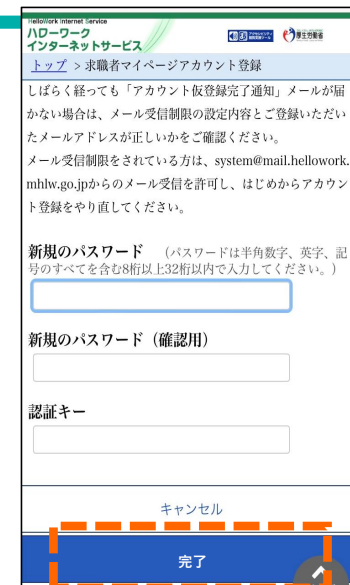 HelloWork Internet Service
ハローワーク
インターネットサービス
厚生労働省
トップ > 求職者マイページアカウント登録
しばらく経っても「アカウント仮登録完了通知」メールが届
かない場合は、メール受信制限の設定内容とご登録いただい
たメールアドレスが正しいかをご確認ください。
メール受信制限をされている方は、system@mail.hellowork.
mhlw.go.jpからのメール受信を許可し、はじめからアカウン
ト登録をやり直してください。
新規のパスワード （パスワードは半角数字、英字、記
号のすべてを含む8桁以上32桁以内で入力してください。）
新規のパスワード（確認用）
認証キー
キャンセル
完了